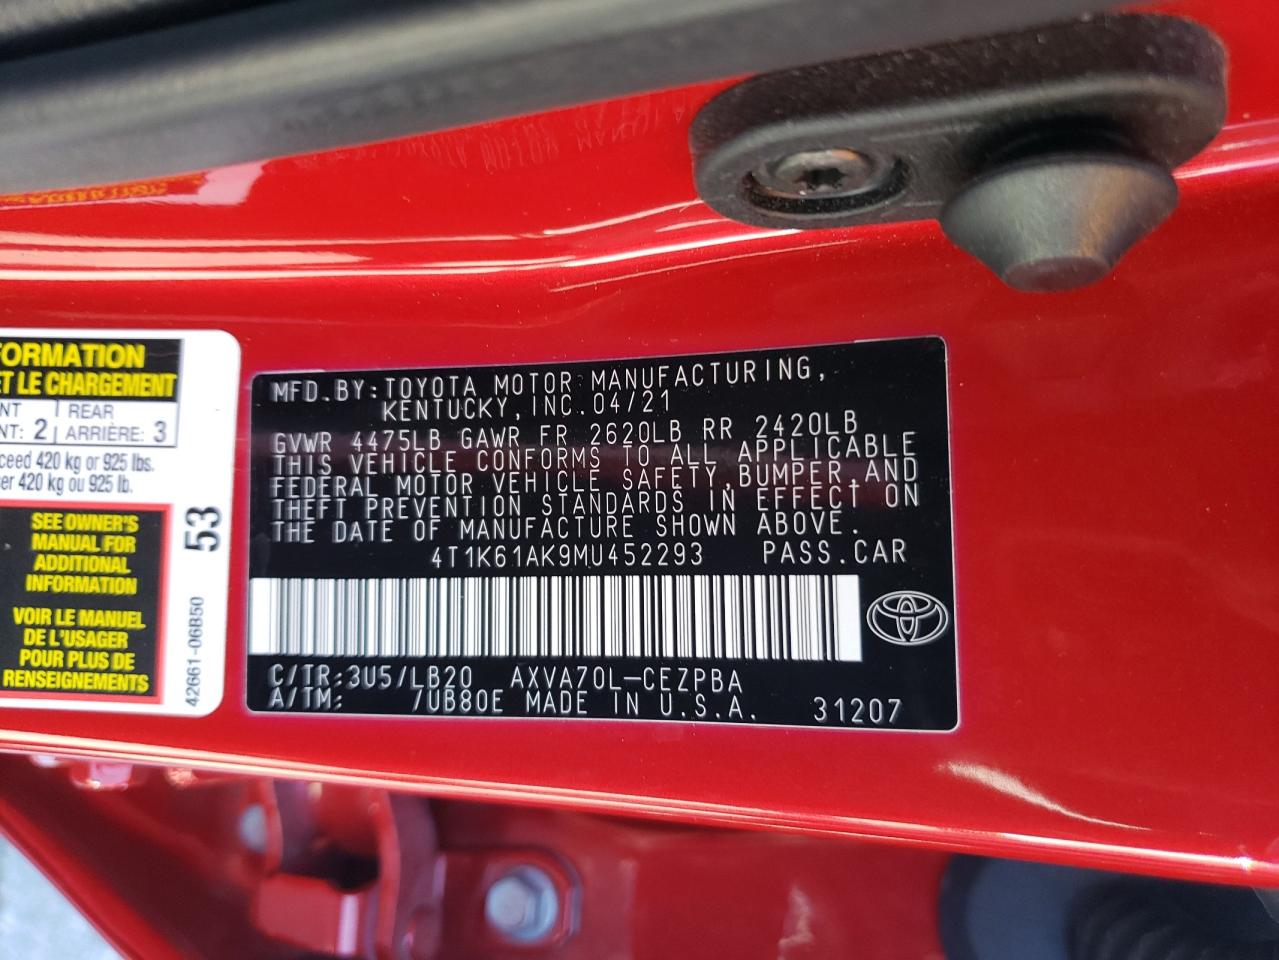 FORMATION
ET LE CHARGEMENT
NT 2 REAR
NT: ARRIÈRE: 3
ceed 420 kg or 925 lbs.
er 420 kg ou 925 lb.
SEE OWNER'S
MANUAL FOR
ADDITIONAL
INFORMATION
VOIR LE MANUEL
DE L'USAGER
POUR PLUS DE
RENSEIGNEMENTS
53
42661-06B50
MFD.BY:TOYOTA MOTOR MANUFACTURING,
KENTUCKY,INC.04/21
GVWR 4475LB GAWR FR 2620LB RR 2420LB
THIS VEHICLE CONFORMS TO ALL APPLICABLE
FEDERAL MOTOR VEHICLE SAFETY,BUMPER,AND
THEFT PREVENTION STANDARDS IN EFFECT ON
THE DATE OF MANUFACTURE SHOWN ABOVE.
4T1K61AK9MU452293 PASS.CAR
C/TR:3U5/LB20 AXVA70L-CEZPBA
A/TM: /UB80E MADE IN U.S.A. 31207